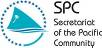 SPC
Secretariat
of the Pacific
Community